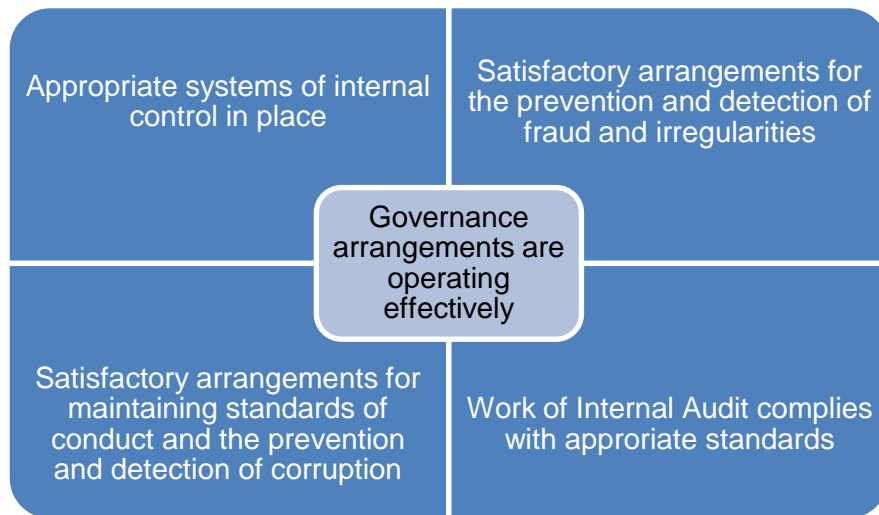 Appropriate systems of internal
control in place
Satisfactory arrangements for
the prevention and detection of
fraud and irregularities
Governance
arrangements are
operating
effectively
Satisfactory arrangements for
maintaining standards of
conduct and the prevention
and detection of corruption
Work of Internal Audit complies
with approriate standards